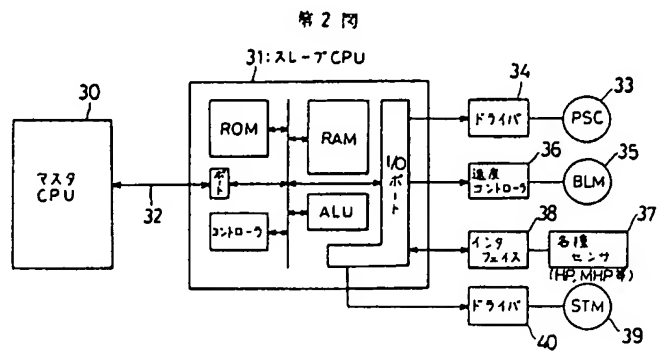 第2図
31:スレーブCPU
30
マスタ
CPU
32
ROM
RAM
ポート
コントローラ
ALU
I/Oポート
34
ドライバ
33
PSC
36
速度
コントローラ
35
BLM
38
インタ
フェイス
37
各種
センサ
(HP,MHP等)
ドライバ
40
STM
39